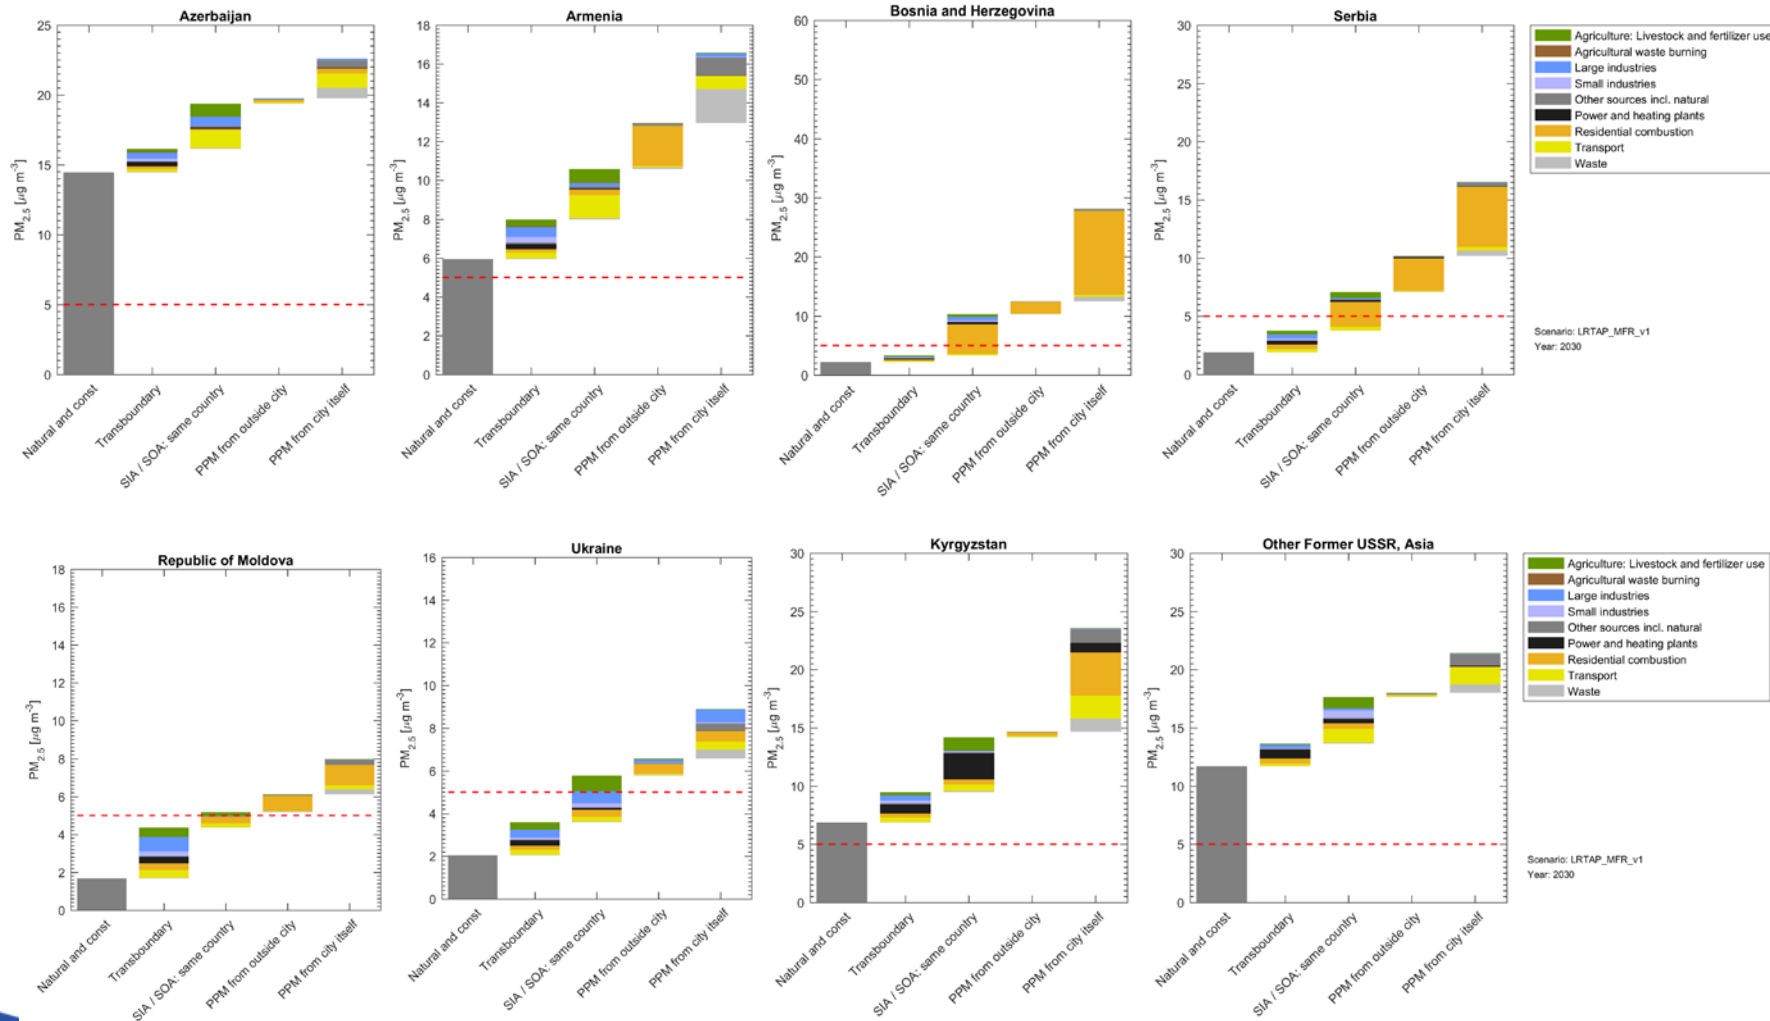 Azerbaijan
25
20
15
10
5
0
PM2.5 [μg m-3]
Natural and const
Transboundary
SIA / SOA: same country
PPM from outside city
PPM from city itself
Armenia
18
16
14
12
10
8
6
4
2
0
PM2.5 [μg m-3]
Natural and const
Transboundary
SIA / SOA: same country
PPM from outside city
PPM from city itself
Bosnia and Herzegovina
60
50
40
30
20
10
0
PM2.5 [μg m-3]
Natural and const
Transboundary
SIA / SOA: same country
PPM from outside city
PPM from city itself
Serbia
30
25
20
15
10
5
0
PM2.5 [μg m-3]
Natural and const
Transboundary
SIA / SOA: same country
PPM from outside city
PPM from city itself
Agriculture: Livestock and fertilizer use
Agricultural waste burning
Large industries
Small industries
Other sources incl. natural
Power and heating plants
Residential combustion
Transport
Waste
Scenario: LRTAP_MFR_v1
Year: 2030
Republic of Moldova
18
16
14
12
10
8
6
4
2
0
PM2.5 [μg m-3]
Natural and const
Transboundary
SIA / SOA: same country
PPM from outside city
PPM from city itself
Ukraine
16
14
12
10
8
6
4
2
0
PM2.5 [μg m-3]
Natural and const
Transboundary
SIA / SOA: same country
PPM from outside city
PPM from city itself
Kyrgyzstan
30
25
20
15
10
5
0
PM2.5 [μg m-3]
Natural and const
Transboundary
SIA / SOA: same country
PPM from outside city
PPM from city itself
Other Former USSR, Asia
30
25
20
15
10
5
0
PM2.5 [μg m-3]
Natural and const
Transboundary
SIA / SOA: same country
PPM from outside city
PPM from city itself
Agriculture: Livestock and fertilizer use
Agricultural waste burning
Large industries
Small industries
Other sources incl. natural
Power and heating plants
Residential combustion
Transport
Waste
Scenario: LRTAP_MFR_v1
Year: 2030